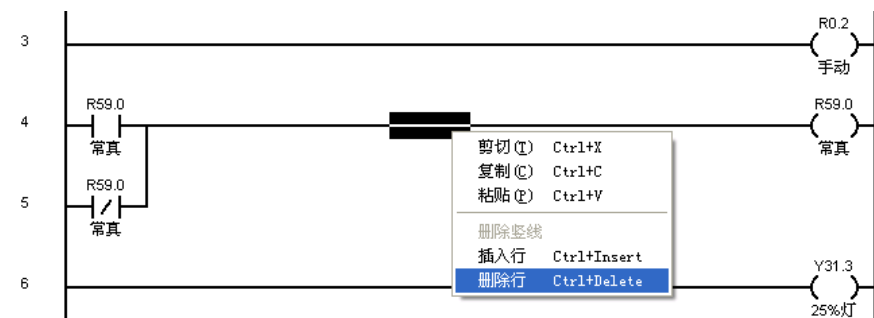 R0.2
3
手动
R59.0
R59.0
4
常真
常真
剪切(T) Ctrl+X
复制(C) Ctrl+C
R59.0
粘贴(P) Ctrl+V
5
常真
删除竖线
插入行 Ctrl+Insert
Y31.3
6
删除行 Ctrl+Delete
25%灯